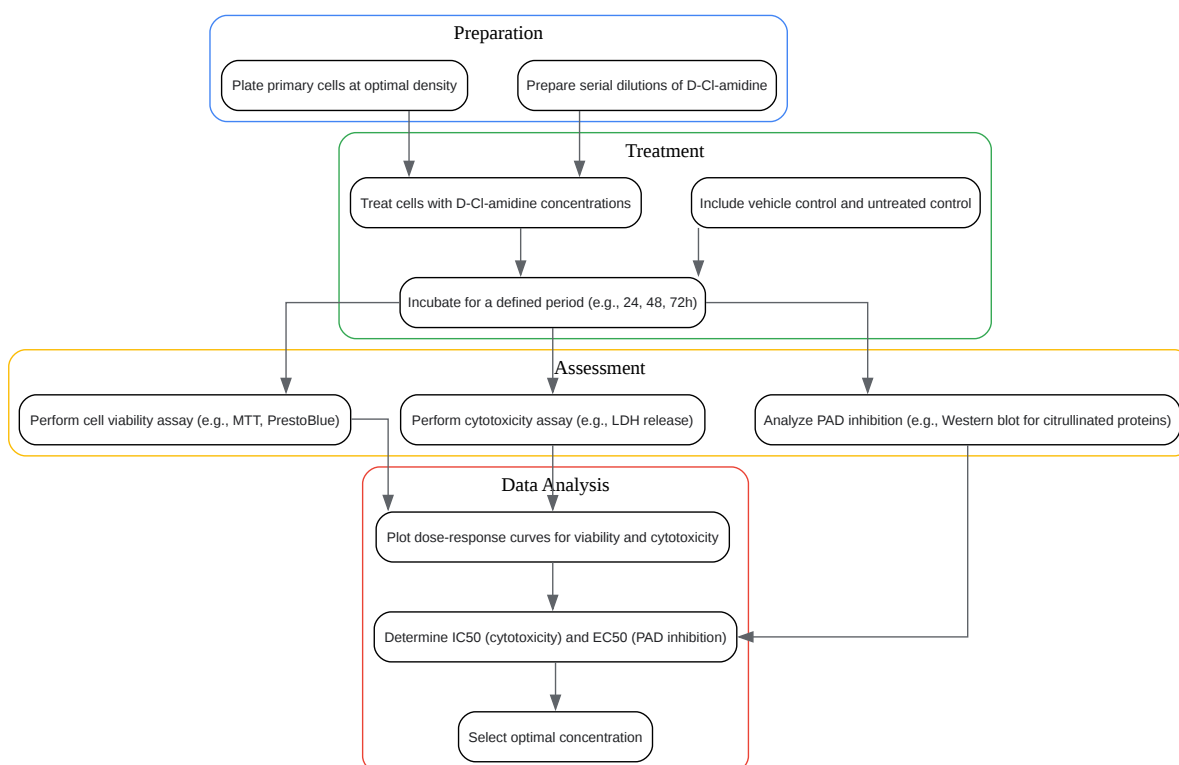 Preparation
Plate primary cells at optimal density
Prepare serial dilutions of D-Cl-amidine
Treatment
Treat cells with D-Cl-amidine concentrations
Include vehicle control and untreated control
Incubate for a defined period (e.g., 24, 48, 72h)
Assessment
Perform cell viability assay (e.g., MTT, PrestoBlue)
Perform cytotoxicity assay (e.g., LDH release)
Analyze PAD inhibition (e.g., Western blot for citrullinated proteins)
Data Analysis
Plot dose-response curves for viability and cytotoxicity
Determine IC50 (cytotoxicity) and EC50 (PAD inhibition)
Select optimal concentration